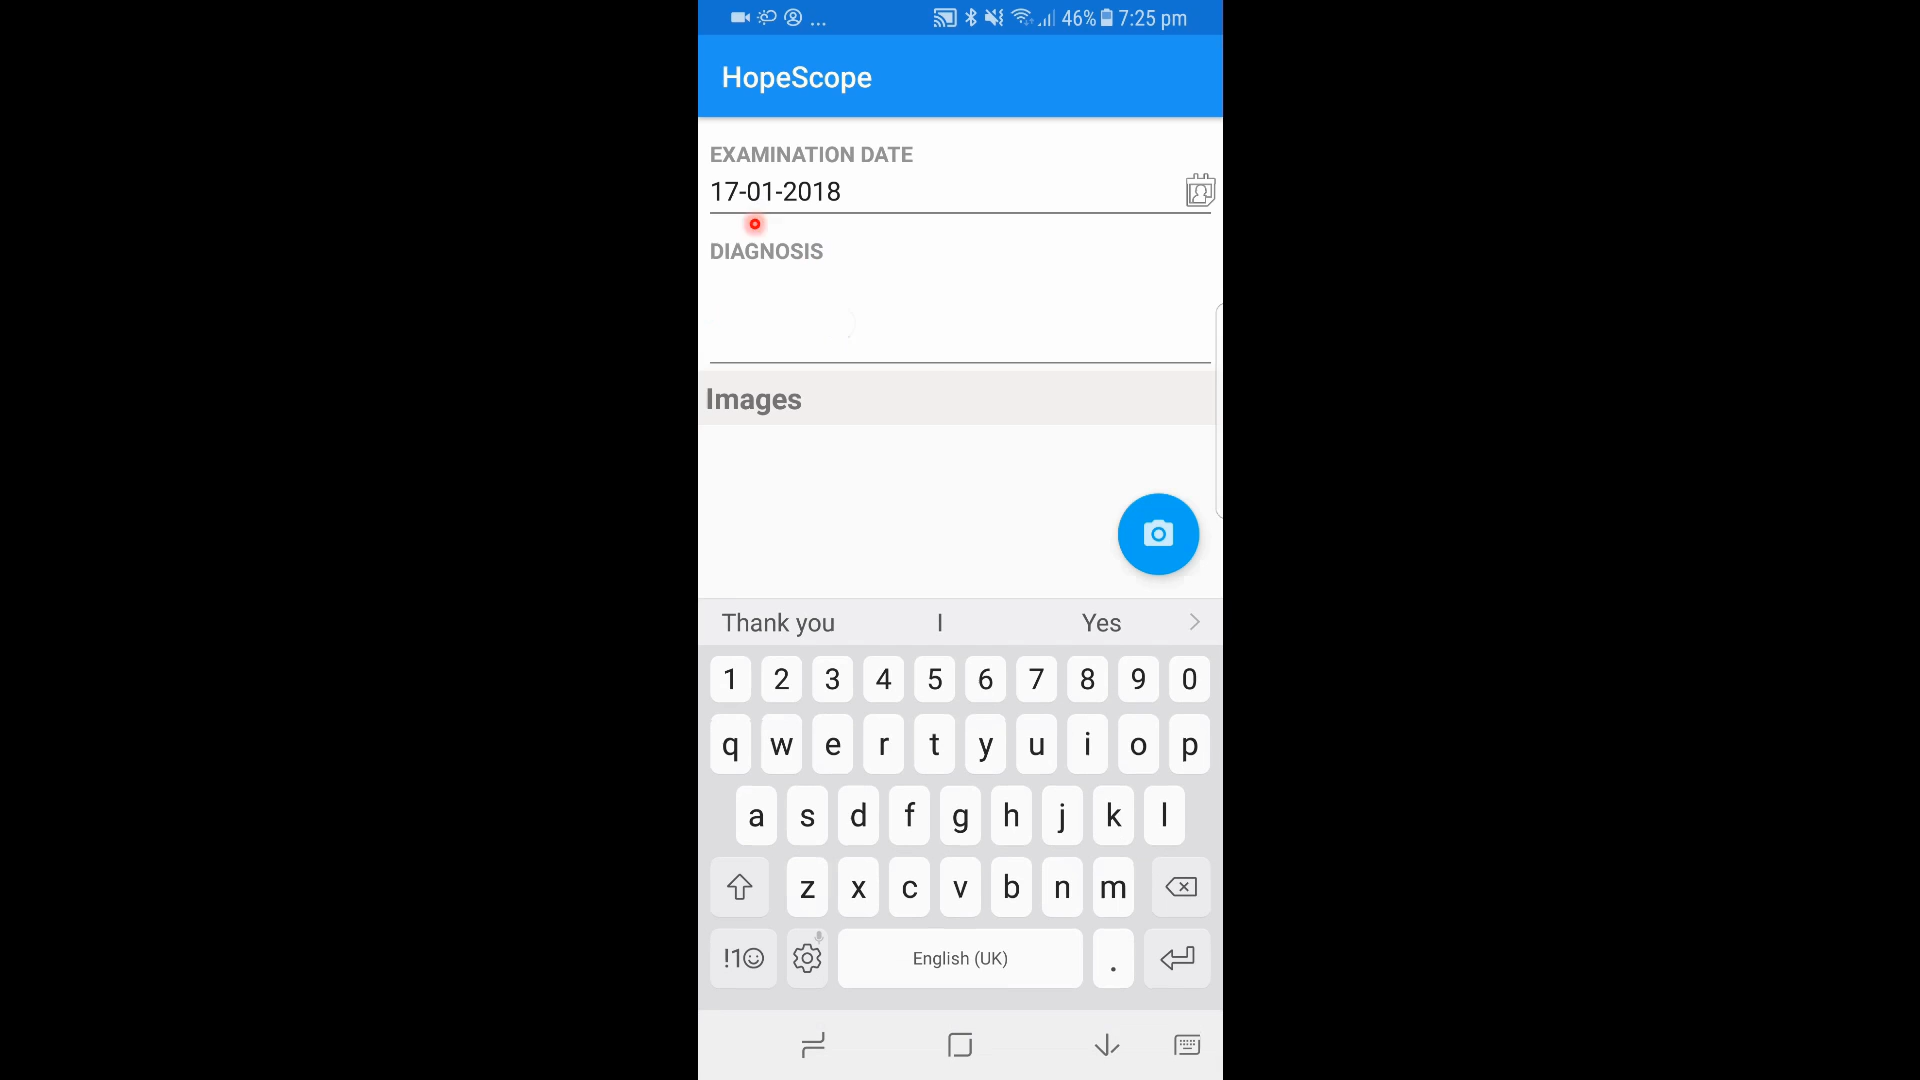 ... 46% 7:25 pm
HopeScope
EXAMINATION DATE
17-01-2018
DIAGNOSIS
Images
Thank you I Yes
1 2 3 4 5 6 7 8 9 0
q w e r t y u i o p
a s d f g h j k l
z x c v b n m
!1☺ English (UK) .